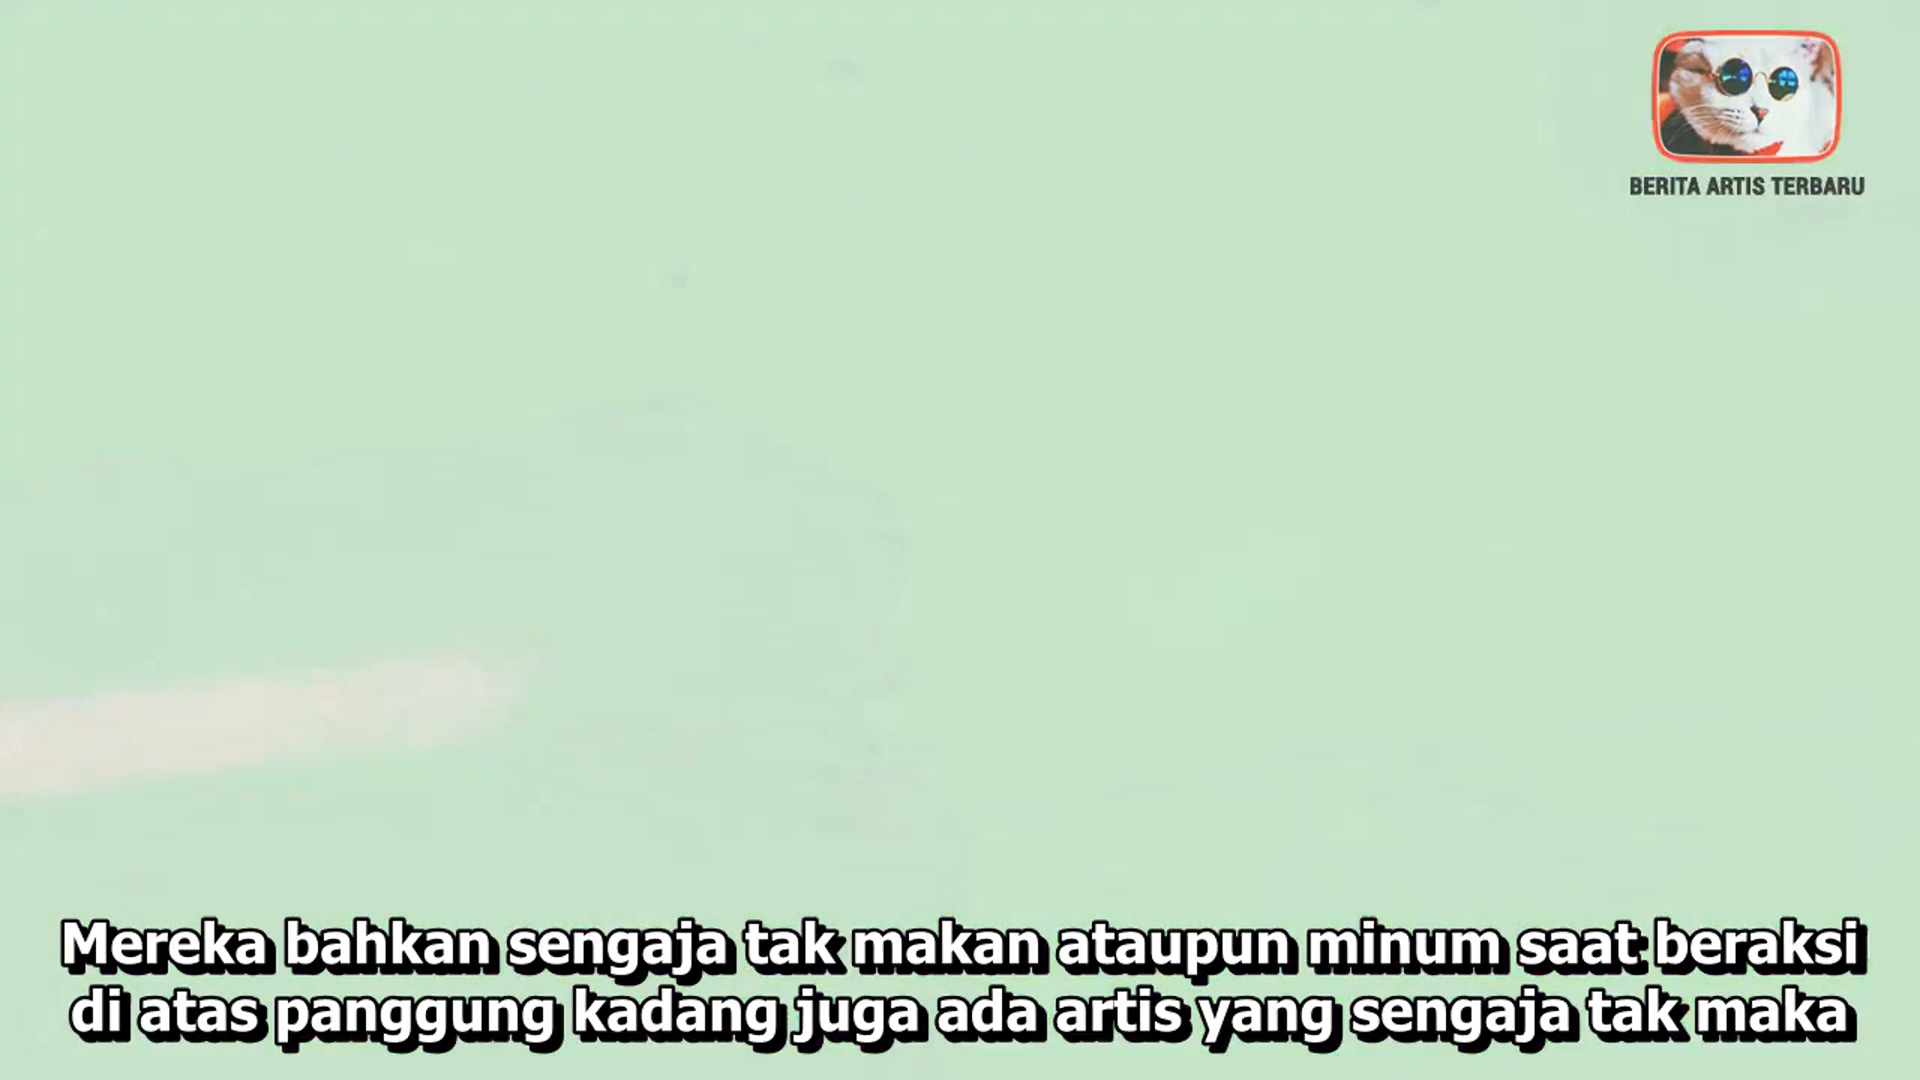 BERITA ARTIS TERBARU
Mereka bahkan sengaja tak makan ataupun minum saat beraksi
di atas panggung kadang juga ada artis yang sengaja tak maka